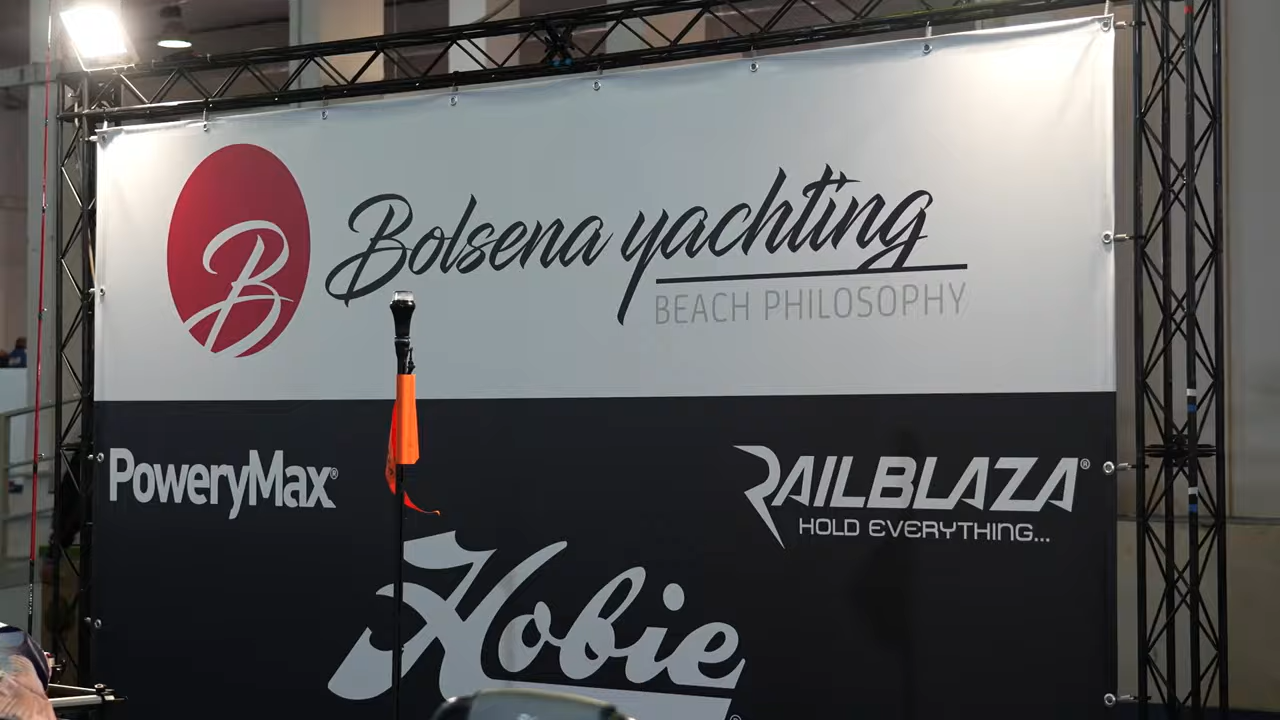 B
Bolsena yachting
BEACH PHILOSOPHY
PoweryMax®
RAILBLAZA®
HOLD EVERYTHING...
Hobie®